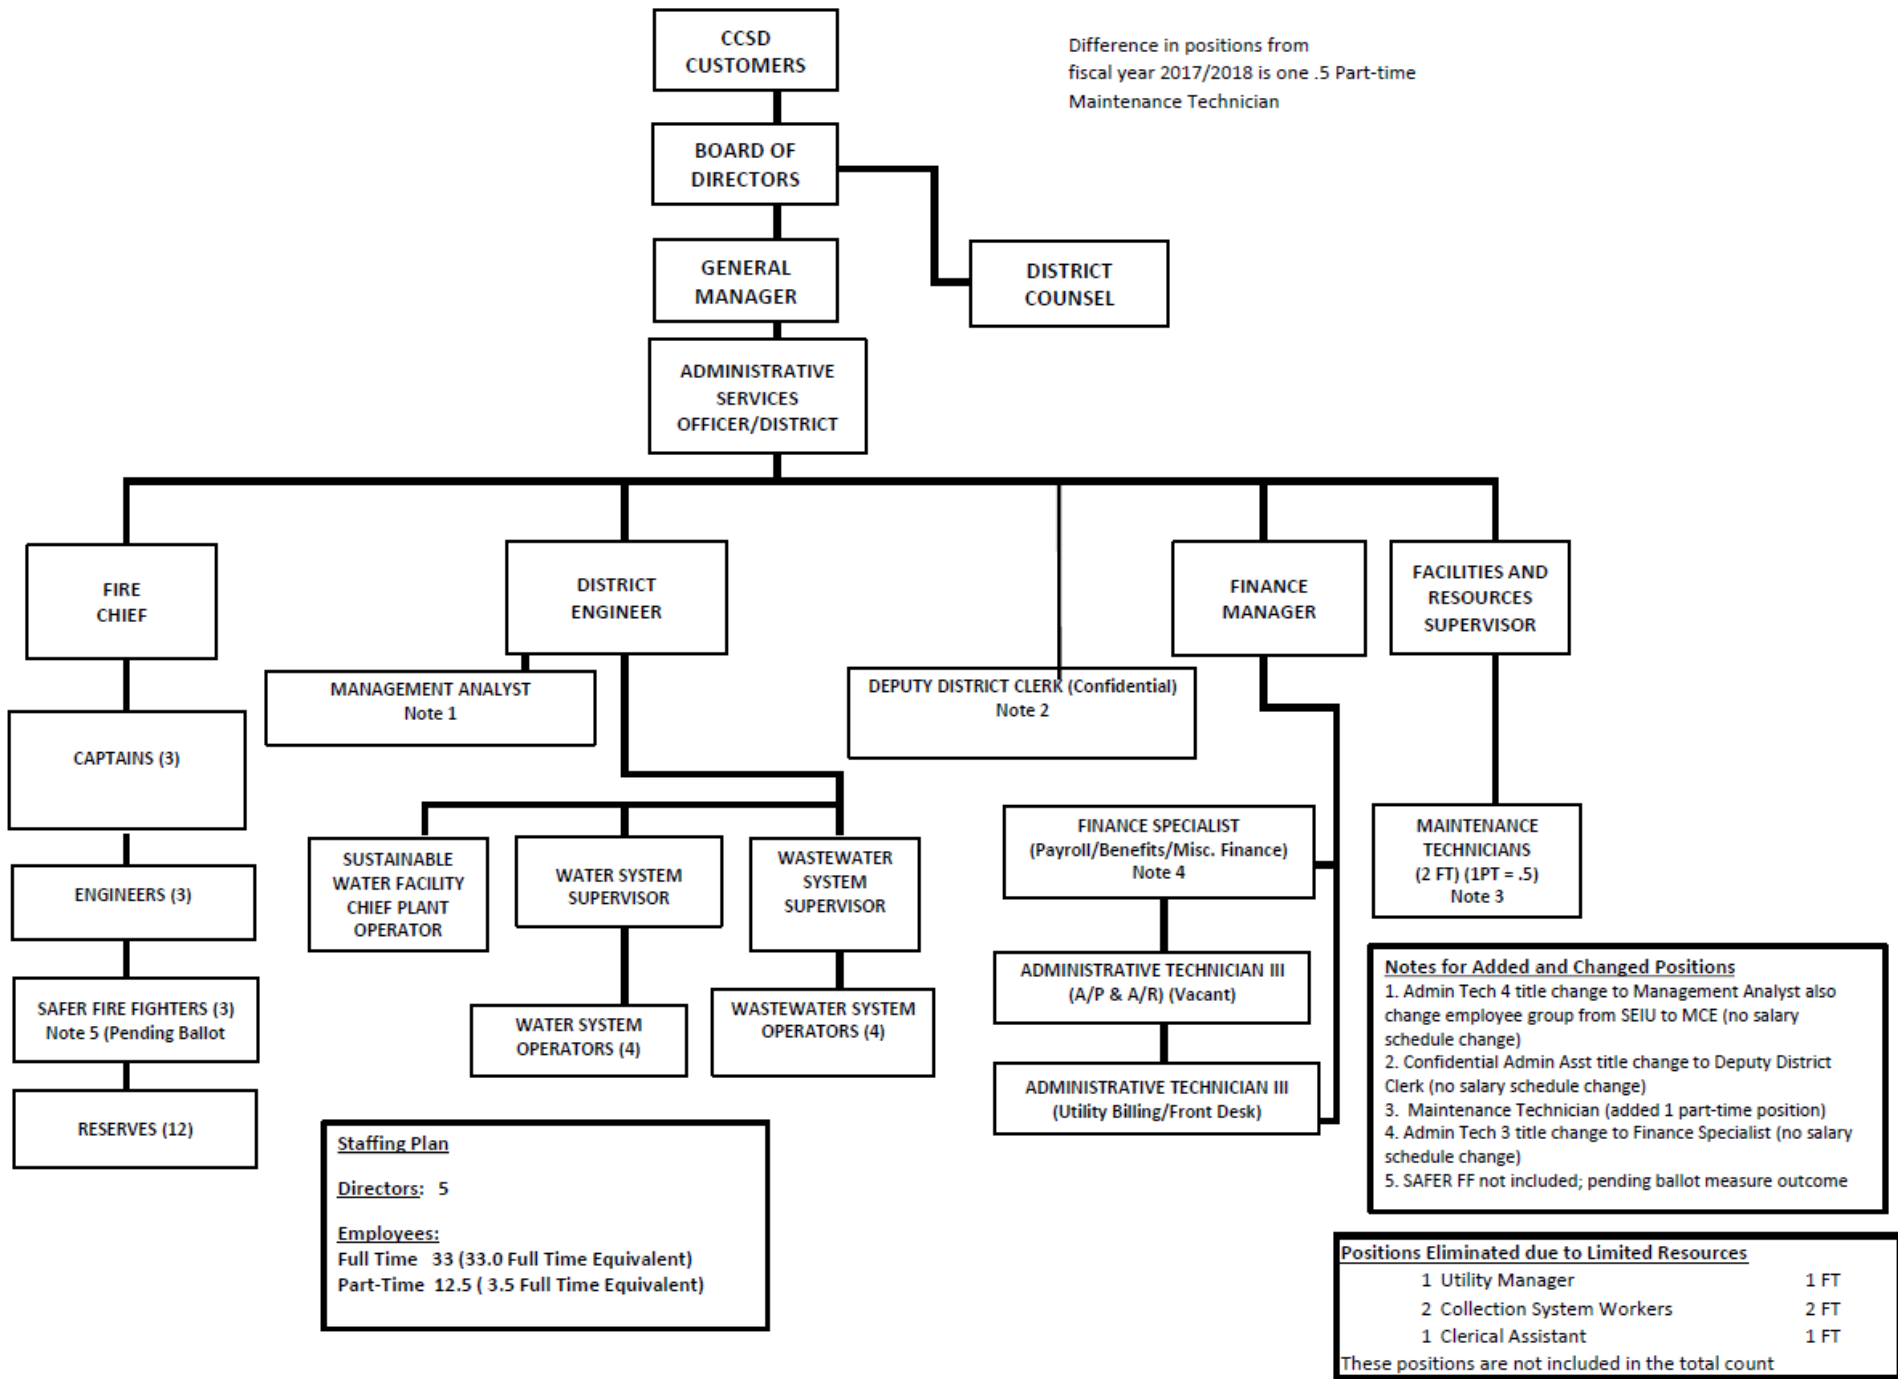 CCSD
CUSTOMERS
Difference in positions from
fiscal year 2017/2018 is one .5 Part-time
Maintenance Technician
BOARD OF
DIRECTORS
GENERAL
MANAGER
DISTRICT
COUNSEL
ADMINISTRATIVE
SERVICES
OFFICER/DISTRICT
FIRE
CHIEF
DISTRICT
ENGINEER
FINANCE
MANAGER
FACILITIES AND
RESOURCES
SUPERVISOR
MANAGEMENT ANALYST
Note 1
DEPUTY DISTRICT CLERK (Confidential)
Note 2
CAPTAINS (3)
ENGINEERS (3)
SAFER FIRE FIGHTERS (3)
Note 5 (Pending Ballot
RESERVES (12)
SUSTAINABLE
WATER FACILITY
CHIEF PLANT
OPERATOR
WATER SYSTEM
SUPERVISOR
WASTEWATER
SYSTEM
SUPERVISOR
WATER SYSTEM
OPERATORS (4)
WASTEWATER SYSTEM
OPERATORS (4)
FINANCE SPECIALIST
(Payroll/Benefits/Misc. Finance)
Note 4
ADMINISTRATIVE TECHNICIAN III
(A/P & A/R) (Vacant)
ADMINISTRATIVE TECHNICIAN III
(Utility Billing/Front Desk)
MAINTENANCE
TECHNICIANS
(2 FT) (1PT = .5)
Note 3
Notes for Added and Changed Positions
1. Admin Tech 4 title change to Management Analyst also
change employee group from SEIU to MCE (no salary
schedule change)
2. Confidential Admin Asst title change to Deputy District
Clerk (no salary schedule change)
3. Maintenance Technician (added 1 part-time position)
4. Admin Tech 3 title change to Finance Specialist (no salary
schedule change)
5. SAFER FF not included; pending ballot measure outcome
Staffing Plan
Directors: 5
Employees:
Full Time 33 (33.0 Full Time Equivalent)
Part-Time 12.5 ( 3.5 Full Time Equivalent)
Positions Eliminated due to Limited Resources
1 Utility Manager 1 FT
2 Collection System Workers 2 FT
1 Clerical Assistant 1 FT
These positions are not included in the total count